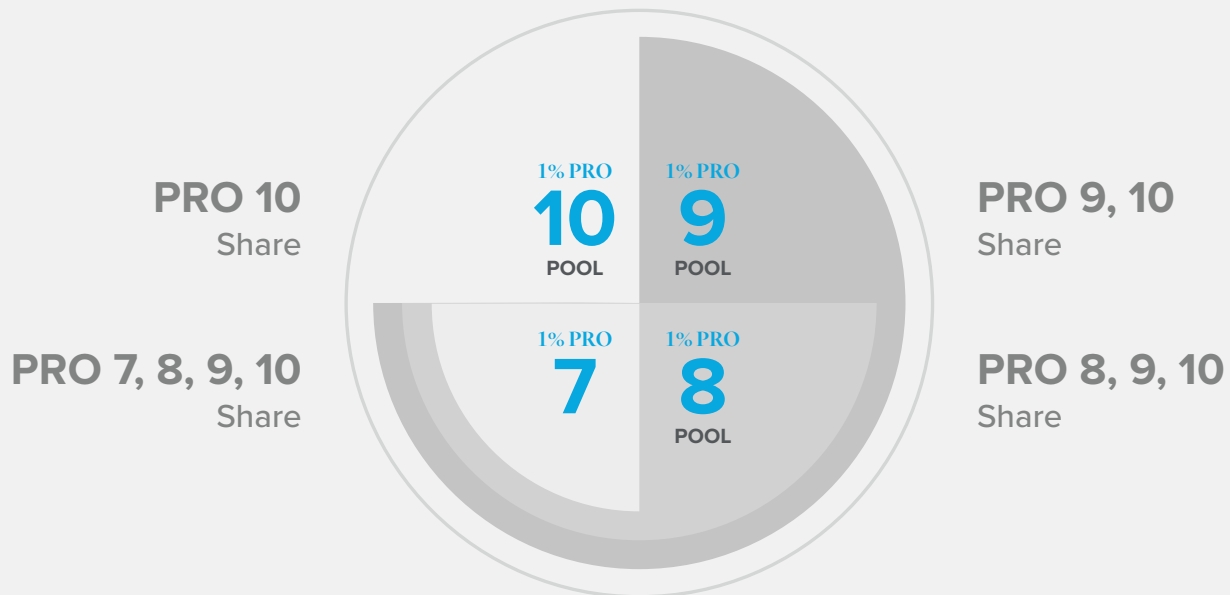 PRO 10
Share
1% PRO
10
POOL
1% PRO
9
POOL
PRO 9, 10
Share
PRO 7, 8, 9, 10
Share
1% PRO
7
1% PRO
8
POOL
PRO 8, 9, 10
Share